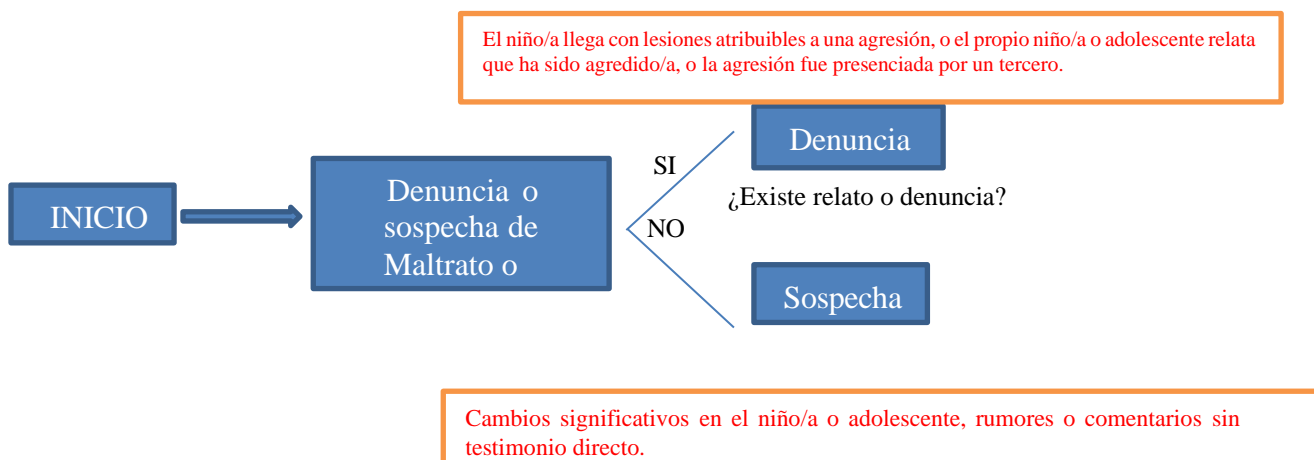 El niño/a llega con lesiones atribuibles a una agresión, o el propio niño/a o adolescente relata
que ha sido agredido/a, o la agresión fue presenciada por un tercero.
Denuncia
SI
¿Existe relato o denuncia?
INICIO
Denuncia o
sospecha de
Maltrato o
NO
Sospecha
Cambios significativos en el niño/a o adolescente, rumores o comentarios sin
testimonio directo.